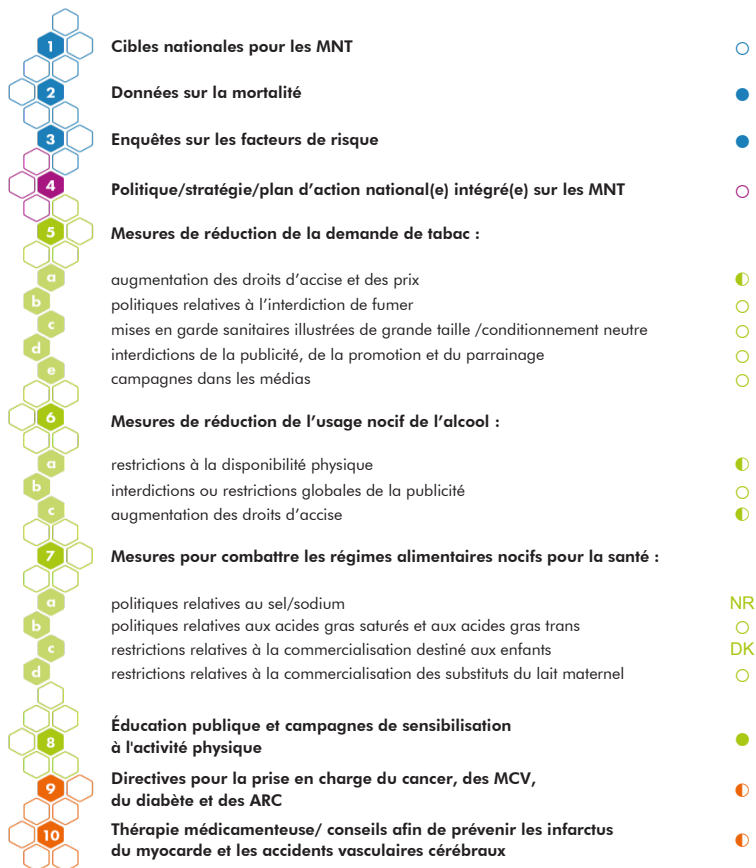 1 Cibles nationales pour les MNT ○
2 Données sur la mortalité ●
3 Enquêtes sur les facteurs de risque ●
4 Politique/stratégie/plan d'action national(e) intégré(e) sur les MNT ○
5 Mesures de réduction de la demande de tabac :
a augmentation des droits d'accise et des prix ◐
b politiques relatives à l'interdiction de fumer ○
c mises en garde sanitaires illustrées de grande taille /conditionnement neutre ○
d interdictions de la publicité, de la promotion et du parrainage ○
e campagnes dans les médias ○
6 Mesures de réduction de l'usage nocif de l'alcool :
a restrictions à la disponibilité physique ◐
b interdictions ou restrictions globales de la publicité ○
c augmentation des droits d'accise ◐
7 Mesures pour combattre les régimes alimentaires nocifs pour la santé :
a politiques relatives au sel/sodium NR
b politiques relatives aux acides gras saturés et aux acides gras trans ○
c restrictions relatives à la commercialisation destiné aux enfants DK
d restrictions relatives à la commercialisation des substituts du lait maternel ○
8 Éducation publique et campagnes de sensibilisation
à l'activité physique ●
9 Directives pour la prise en charge du cancer, des MCV,
du diabète et des ARC ◐
10 Thérapie médicamenteuse/ conseils afin de prévenir les infarctus
du myocarde et les accidents vasculaires cérébraux ◐